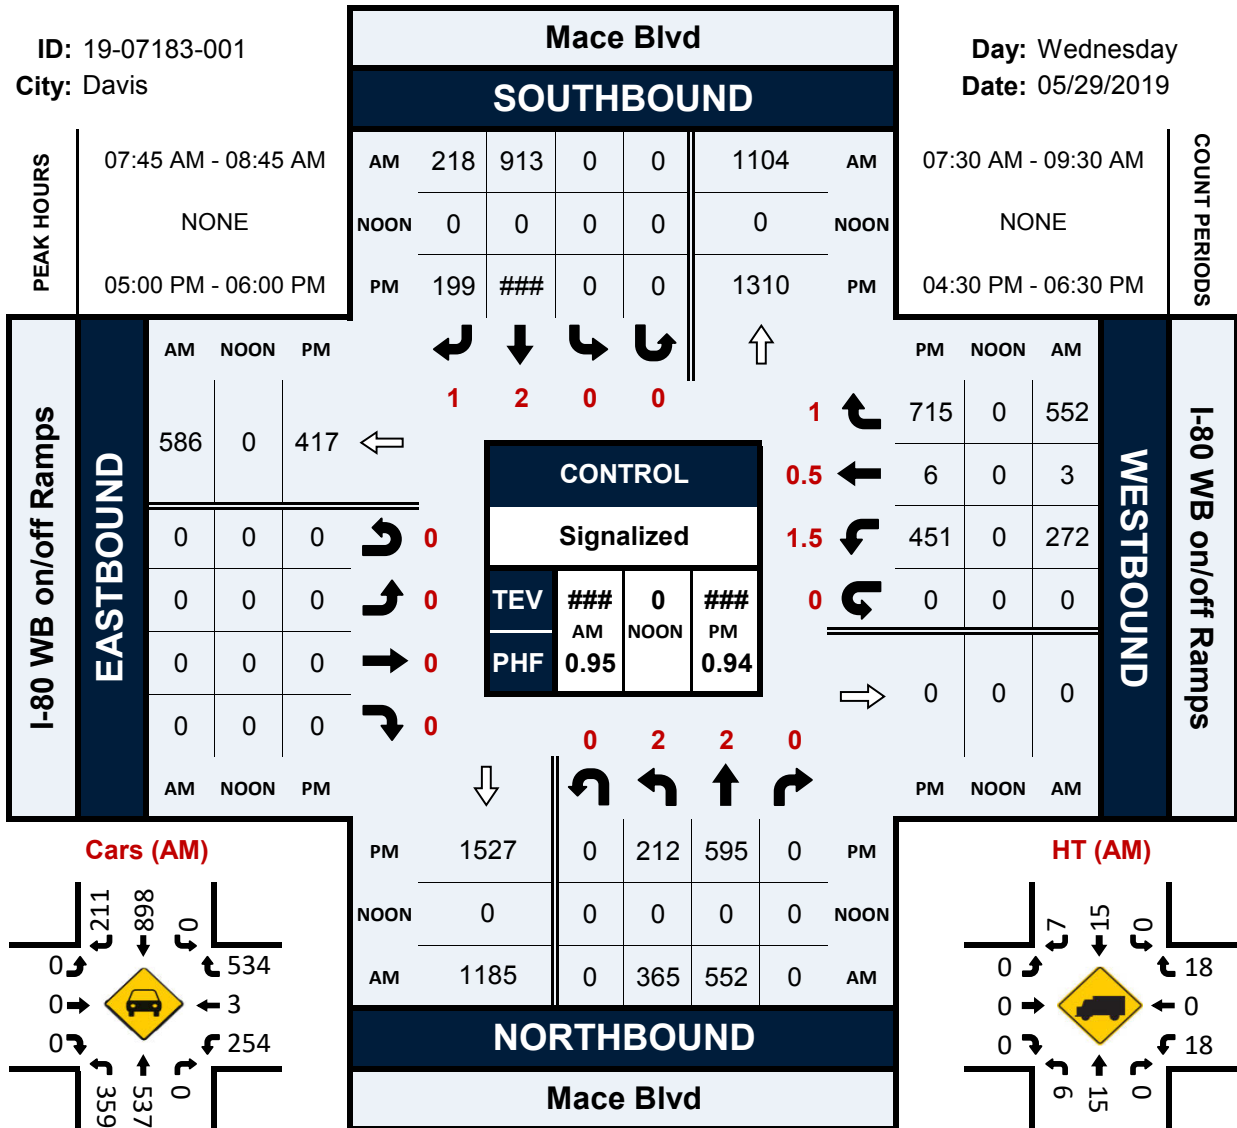 ID: 19-07183-001
City: Davis
Mace Blvd
SOUTHBOUND
Day: Wednesday
Date: 05/29/2019
PEAK HOURS
07:45 AM - 08:45 AM
NONE
05:00 PM - 06:00 PM
AM 218 913 0 0 1104 AM
NOON 0 0 0 0 0 NOON
PM 199 ### 0 0 1310 PM
07:30 AM - 09:30 AM
NONE
04:30 PM - 06:30 PM
COUNT PERIODS
1 2 0 0
I-80 WB on/off Ramps
EASTBOUND
AM NOON PM
586 0 417
0 0 0 0
0 0 0 0
0 0 0 0
0 0 0 0
AM NOON PM
CONTROL
Signalized
TEV ### 0 ###
AM NOON PM
PHF 0.95 0.94
PM NOON AM
1 715 0 552
0.5 6 0 3
1.5 451 0 272
0 0 0 0
0 0 0
PM NOON AM
WESTBOUND
I-80 WB on/off Ramps
0 2 2 0
PM 1527 0 212 595 0 PM
NOON 0 0 0 0 0 NOON
AM 1185 0 365 552 0 AM
NORTHBOUND
Mace Blvd
Cars (AM)
211 898 0
0 534
0 3
0 254
359 537 0
HT (AM)
7 15 0
0 18
0 0
0 18
6 15 0